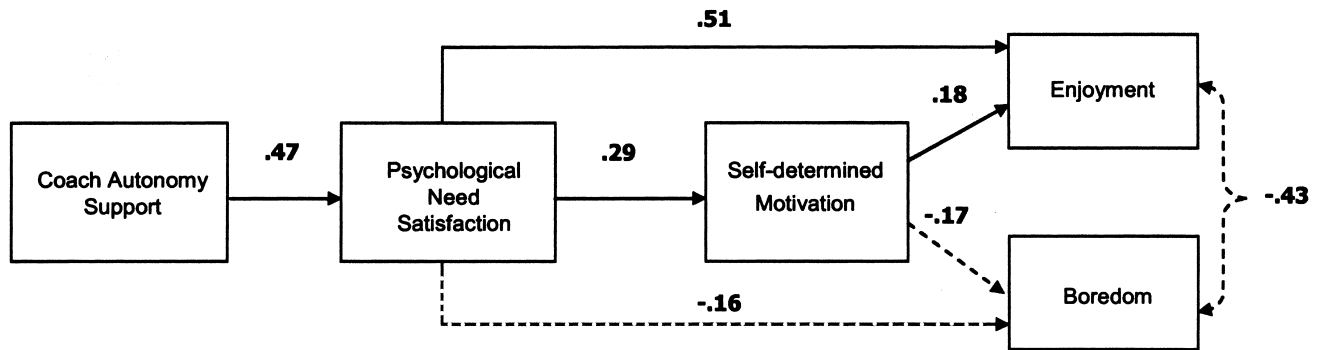 .51
Enjoyment
.18
.47
.29
Coach Autonomy
Support
Psychological
Need
Satisfaction
Self-determined
Motivation
-.43
-.17
Boredom
-.16